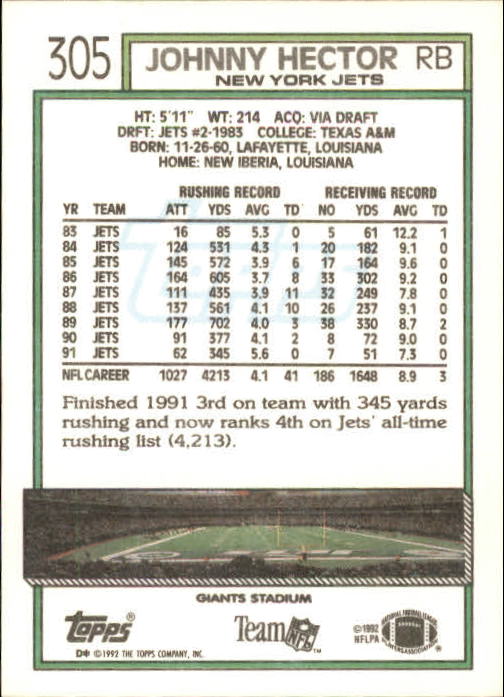 305 JOHNNY HECTOR RB
NEW YORK JETS
HT: 5'11" WT: 214 ACQ: VIA DRAFT
DRFT: JETS #2-1983 COLLEGE: TEXAS A&M
BORN: 11-26-60, LAFAYETTE, LOUISIANA
HOME: NEW IBERIA, LOUISIANA
RUSHING RECORD RECEIVING RECORD
YR TEAM ATT YDS AVG TD NO YDS AVG TD
83 JETS 16 85 5.3 0 5 61 12.2 1
84 JETS 124 531 4.3 1 20 182 9.1 0
85 JETS 145 572 3.9 6 17 164 9.6 0
86 JETS 164 605 3.7 8 33 302 9.2 0
87 JETS 111 435 3.9 11 32 249 7.8 0
88 JETS 137 561 4.1 10 26 237 9.1 0
89 JETS 177 702 4.0 3 38 330 8.7 2
90 JETS 91 377 4.1 2 8 72 9.0 0
91 JETS 62 345 5.6 0 7 51 7.3 0
NFL CAREER 1027 4213 4.1 41 186 1648 8.9 3
Finished 1991 3rd on team with 345 yards
rushing and now ranks 4th on Jets' all-time
rushing list (4,213).
GIANTS STADIUM
TOPPS® Team NFL™ ©1992 NFLPA
D* ©1992 THE TOPPS COMPANY, INC.